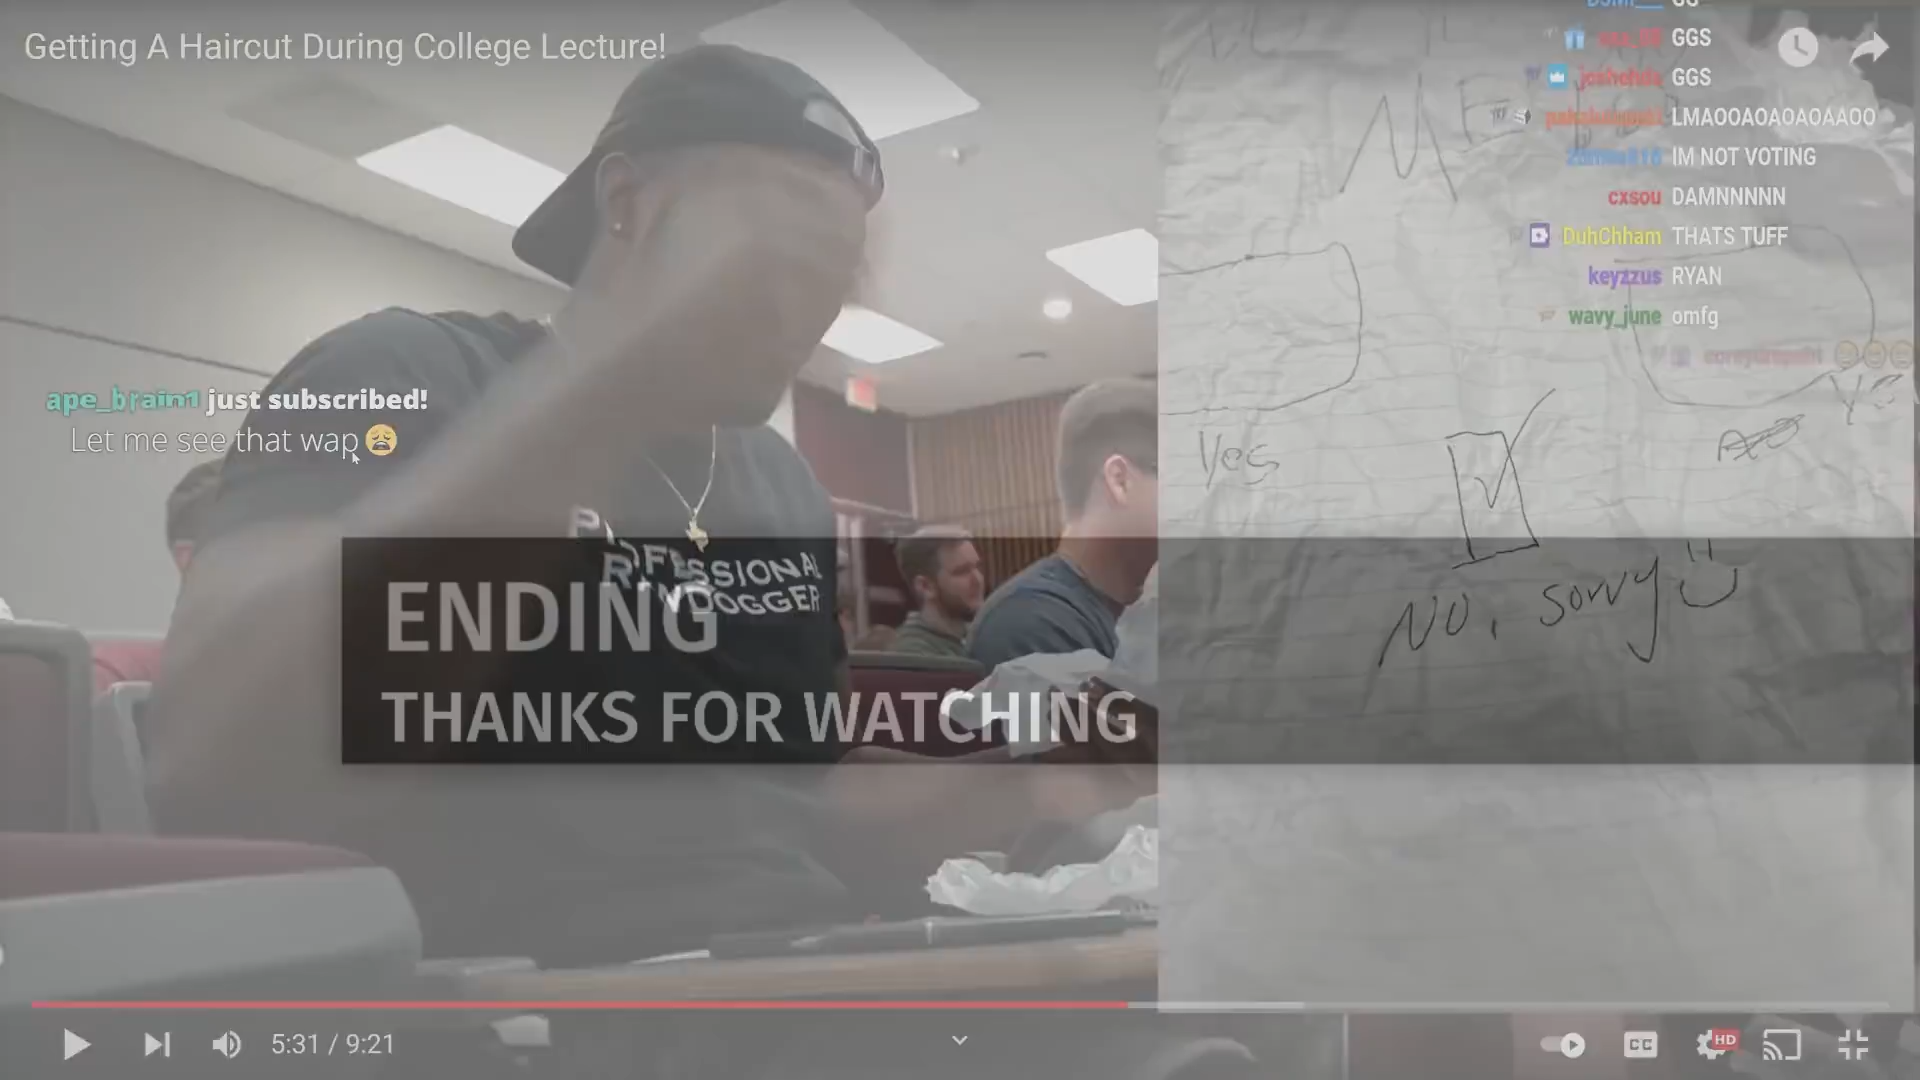 Getting A Haircut During College Lecture!
GGS
GGS
LMAOOAOAOAOAAOO
IM NOT VOTING
cxsou DAMNNNNN
DuhChham THATS TUFF
keyzzus RYAN
wavy_june omfg
ape_brain1 just subscribed!
Let me see that wap
Yes
No, sorry
PROFESSIONAL
ENDING
THANKS FOR WATCHING
5:31 / 9:21
CC
HD